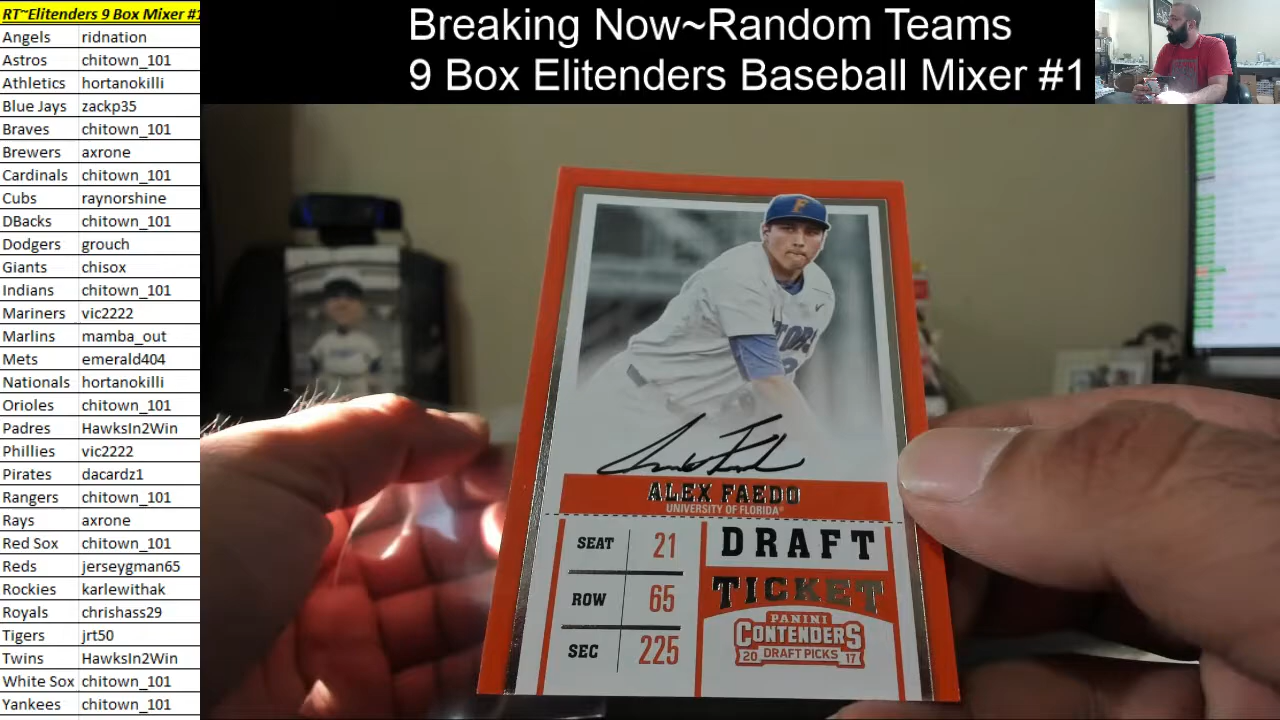 RT~Elitenders 9 Box Mixer #1
Angels ridnation
Astros chitown_101
Athletics hortanokilli
Blue Jays zackp35
Braves chitown_101
Brewers axrone
Cardinals chitown_101
Cubs raynorshine
DBacks chitown_101
Dodgers grouch
Giants chisox
Indians chitown_101
Mariners vic2222
Marlins mamba_out
Mets emerald404
Nationals hortanokilli
Orioles chitown_101
Padres HawksIn2Win
Phillies vic2222
Pirates dacardz1
Rangers chitown_101
Rays axrone
Red Sox chitown_101
Reds jerseygman65
Rockies karlewithak
Royals chrishass29
Tigers jrt50
Twins HawksIn2Win
White Sox chitown_101
Yankees chitown_101
Breaking Now~Random Teams
9 Box Elitenders Baseball Mixer #1
F
ALEX FAEDO
UNIVERSITY OF FLORIDA
SEAT 21
ROW 65
SEC 225
DRAFT
TICKET
PANINI
CONTENDERS
20 DRAFT PICKS 17